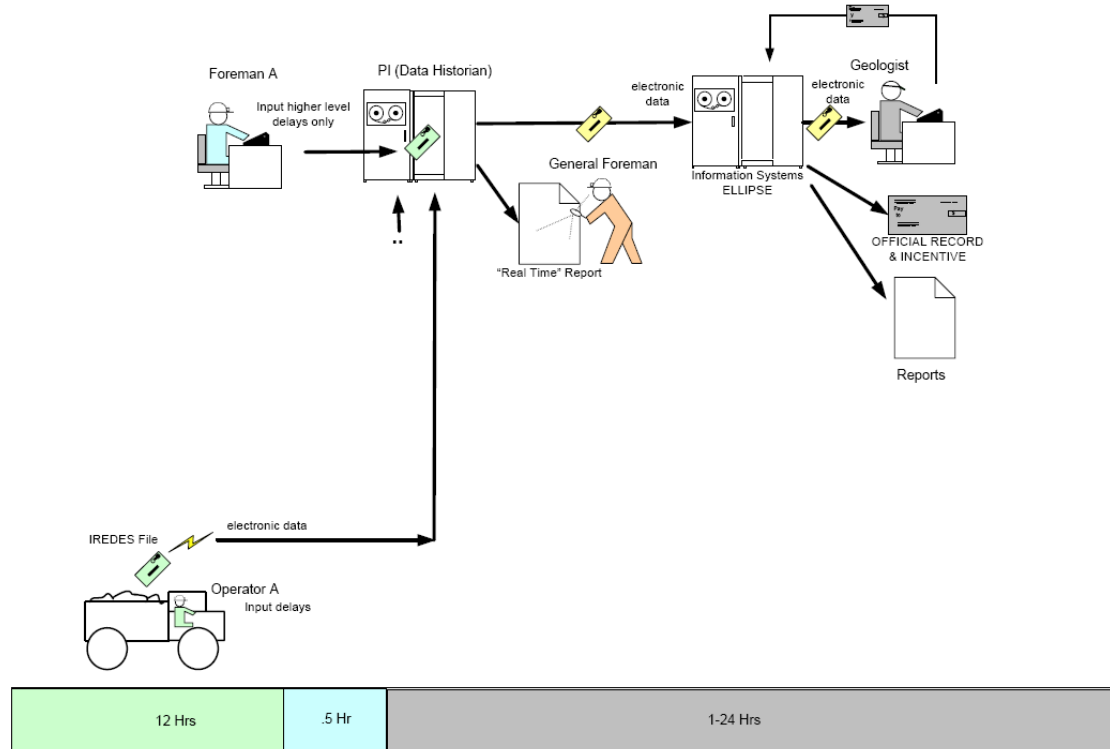 Foreman A
PI (Data Historian)
Geologist
Input higher level
delays only
electronic
data
electronic
data
General Foreman
Information Systems
ELLIPSE
Pay
to
OFFICIAL RECORD
& INCENTIVE
"Real Time" Report
Reports
electronic data
IREDES File
Operator A
Input delays
12 Hrs
.5 Hr
1-24 Hrs